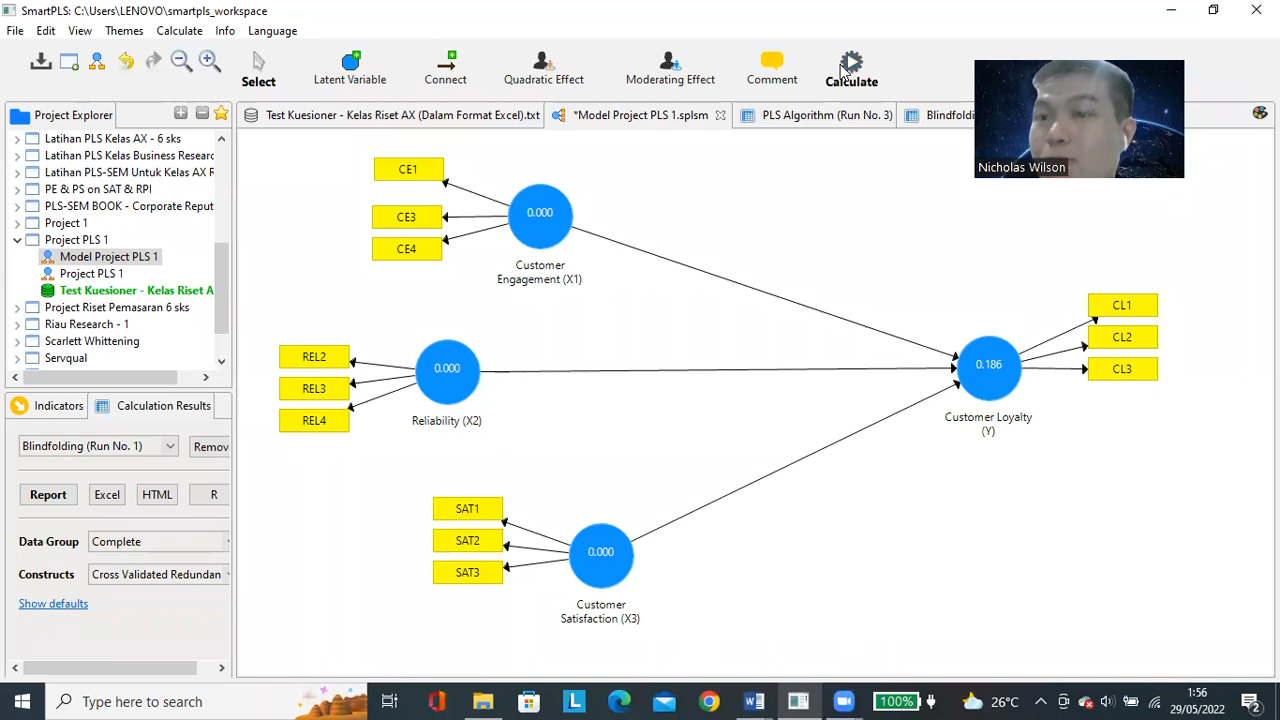 SmartPLS: C:\Users\LENOVO\smartpls_workspace
File Edit View Themes Calculate Info Language
Select
Latent Variable
Connect
Quadratic Effect
Moderating Effect
Comment
Calculate
Nicholas Wilson
Project Explorer
Test Kuesioner - Kelas Riset AX (Dalam Format Excel).txt
*Model Project PLS 1.splsm
PLS Algorithm (Run No. 3)
Blindfoldi
Latihan PLS Kelas AX - 6 sks
Latihan PLS Kelas Business Researc
Latihan PLS-SEM Untuk Kelas AX R
PE & PS on SAT & RPI
PLS-SEM BOOK - Corporate Reput
Project 1
Project PLS 1
Model Project PLS 1
Project PLS 1
Test Kuesioner - Kelas Riset A
Project Riset Pemasaran 6 sks
Riau Research - 1
Scarlett Whittening
Servqual
Indicators
Calculation Results
Blindfolding (Run No. 1)
Remov
Report
Excel
HTML
R
Data Group
Complete
Constructs
Cross Validated Redundan
Show defaults
CE1
CE3
CE4
0.000
Customer
Engagement (X1)
REL2
REL3
REL4
0.000
Reliability (X2)
SAT1
SAT2
SAT3
0.000
Customer
Satisfaction (X3)
0.186
Customer Loyalty
(Y)
CL1
CL2
CL3
Type here to search
L
W
100%
26°C
1:56
29/05/2022
2